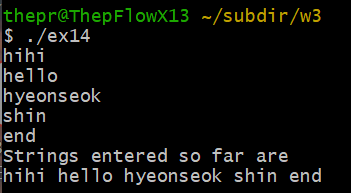 thepr@ThepFlowX13 ~/subdir/w3
$ ./ex14
hihi
hello
hyeonseok
shin
end
Strings entered so far are
hihi hello hyeonseok shin end